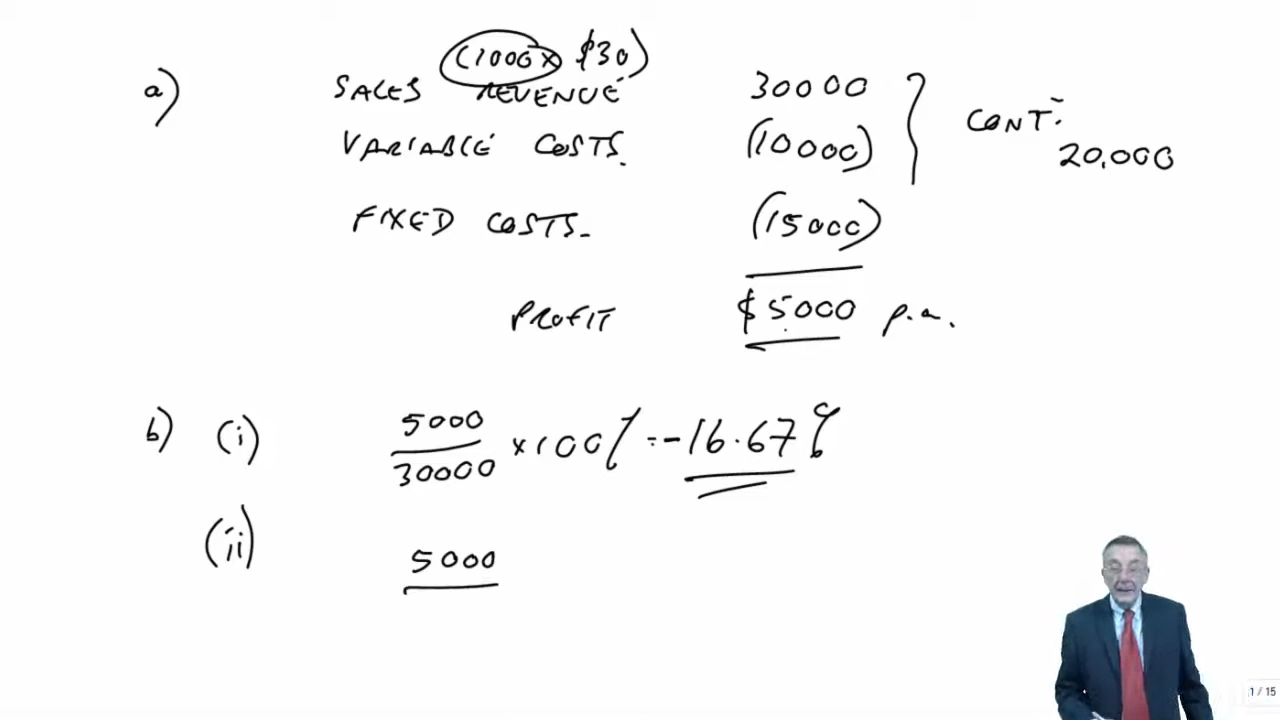 a)
(1000 x $30)
SALES REVENUE 30000
CONT:
VARIABLE COSTS. (10000)
20,000
FIXED COSTS. (15000)
PROFIT $5000 p.a.
b) (i) 5000
30000 x100% = -16.67%
(ii) 5000
1 / 15